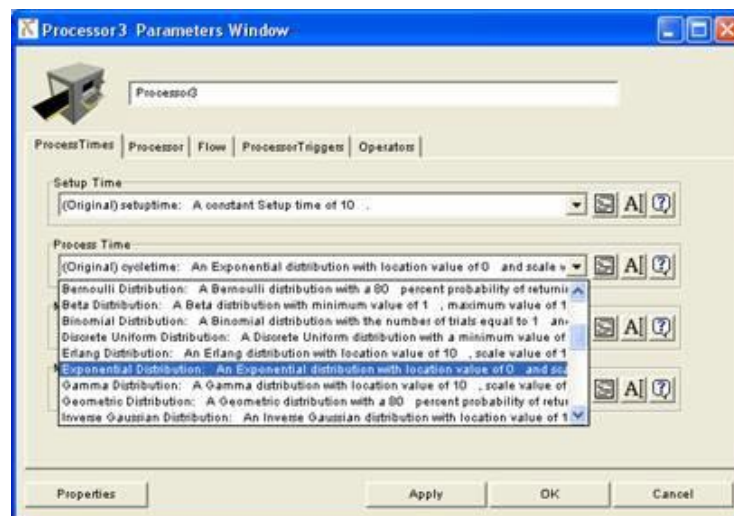 Processor3 Parameters Window
Processor3
ProcessTimes Processor Flow ProcessorTriggers Operators
Setup Time
(Original) setuptime: A constant Setup time of 10 .
Process Time
(Original) cycletime: An Exponential distribution with location value of 0 and scale v
Bernoulli Distribution: A Bernoulli distribution with a 80 percent probability of returnin
Beta Distribution: A Beta distribution with minimum value of 1 , maximum value of 1
Binomial Distribution: A Binomial distribution with the number of trials equal to 1 an
Discrete Uniform Distribution: A Discrete Uniform distribution with a minimum value of
Erlang Distribution: An Erlang distribution with location value of 10 , scale value of 1
Exponential Distribution: An Exponential distribution with location value of 0 and sca
Gamma Distribution: A Gamma distribution with location value of 10 , scale value of
Geometric Distribution: A Geometric distribution with a 80 percent probability of retur
Inverse Gaussian Distribution: An Inverse Gaussian distribution with location value of 1
Properties Apply OK Cancel